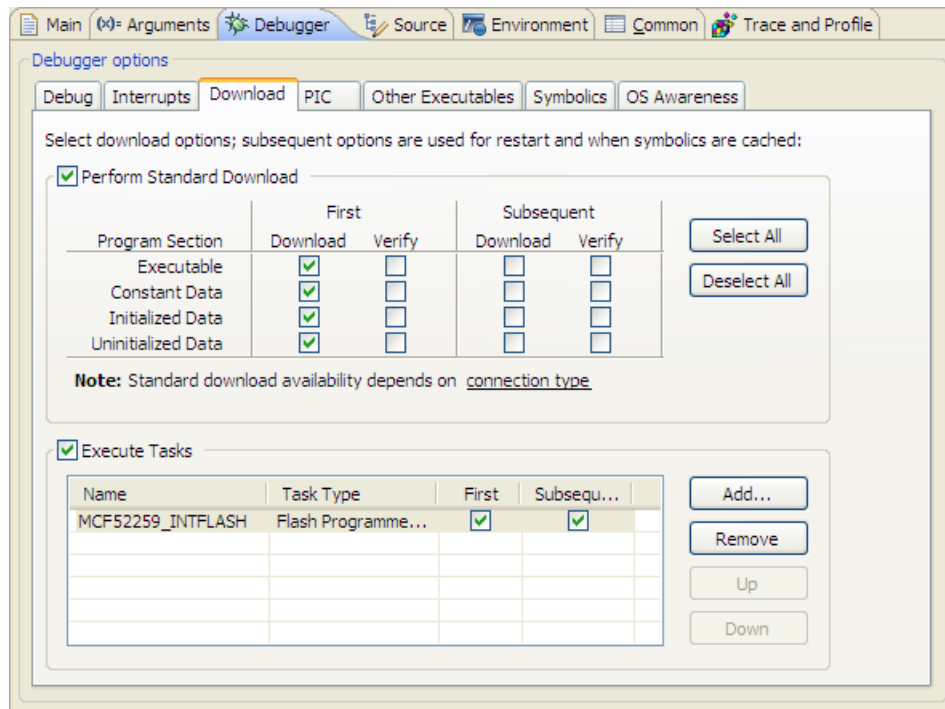 Main (x)= Arguments Debugger Source Environment Common Trace and Profile
Debugger options
Debug Interrupts Download PIC Other Executables Symbolics OS Awareness
Select download options; subsequent options are used for restart and when symbolics are cached:
Perform Standard Download
First Subsequent
Program Section Download Verify Download Verify
Executable
Constant Data
Initialized Data
Uninitialized Data
Select All
Deselect All
Note: Standard download availability depends on connection type
Execute Tasks
Name Task Type First Subsequ...
MCF52259_INTFLASH Flash Programme...
Add...
Remove
Up
Down